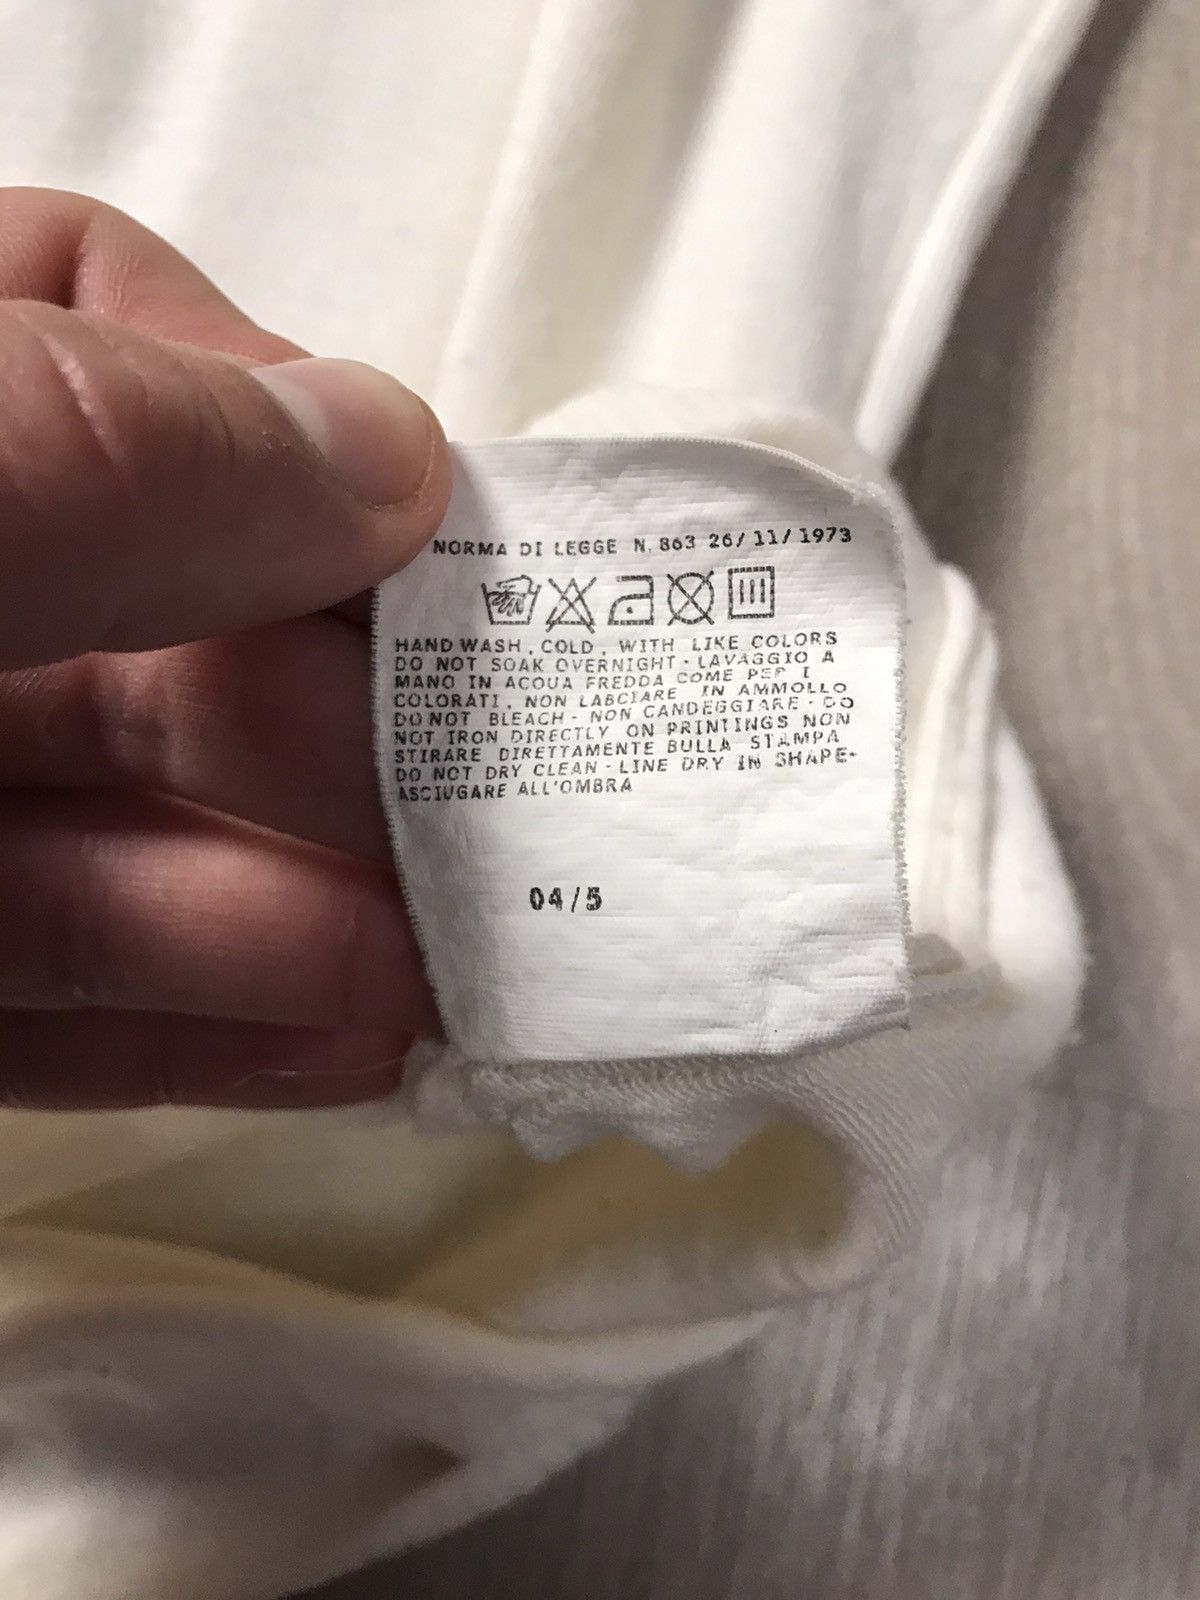 NORMA DI LEGGE N. 863 26/11/1973
HAND WASH, COLD, WITH LIKE COLORS
DO NOT SOAK OVERNIGHT - LAVAGGIO A
MANO IN ACQUA FREDDA COME PER I
COLORATI, NON LABCIARE IN AMMOLLO
DO NOT BLEACH - NON CANDEGGIARE - DO
NOT IRON DIRECTLY ON PRINTINGS NON
STIRARE DIRETTAMENTE BULLA STAMPA
DO NOT DRY CLEAN - LINE DRY IN SHAPE-
ASCIUGARE ALL'OMBRA
04/5